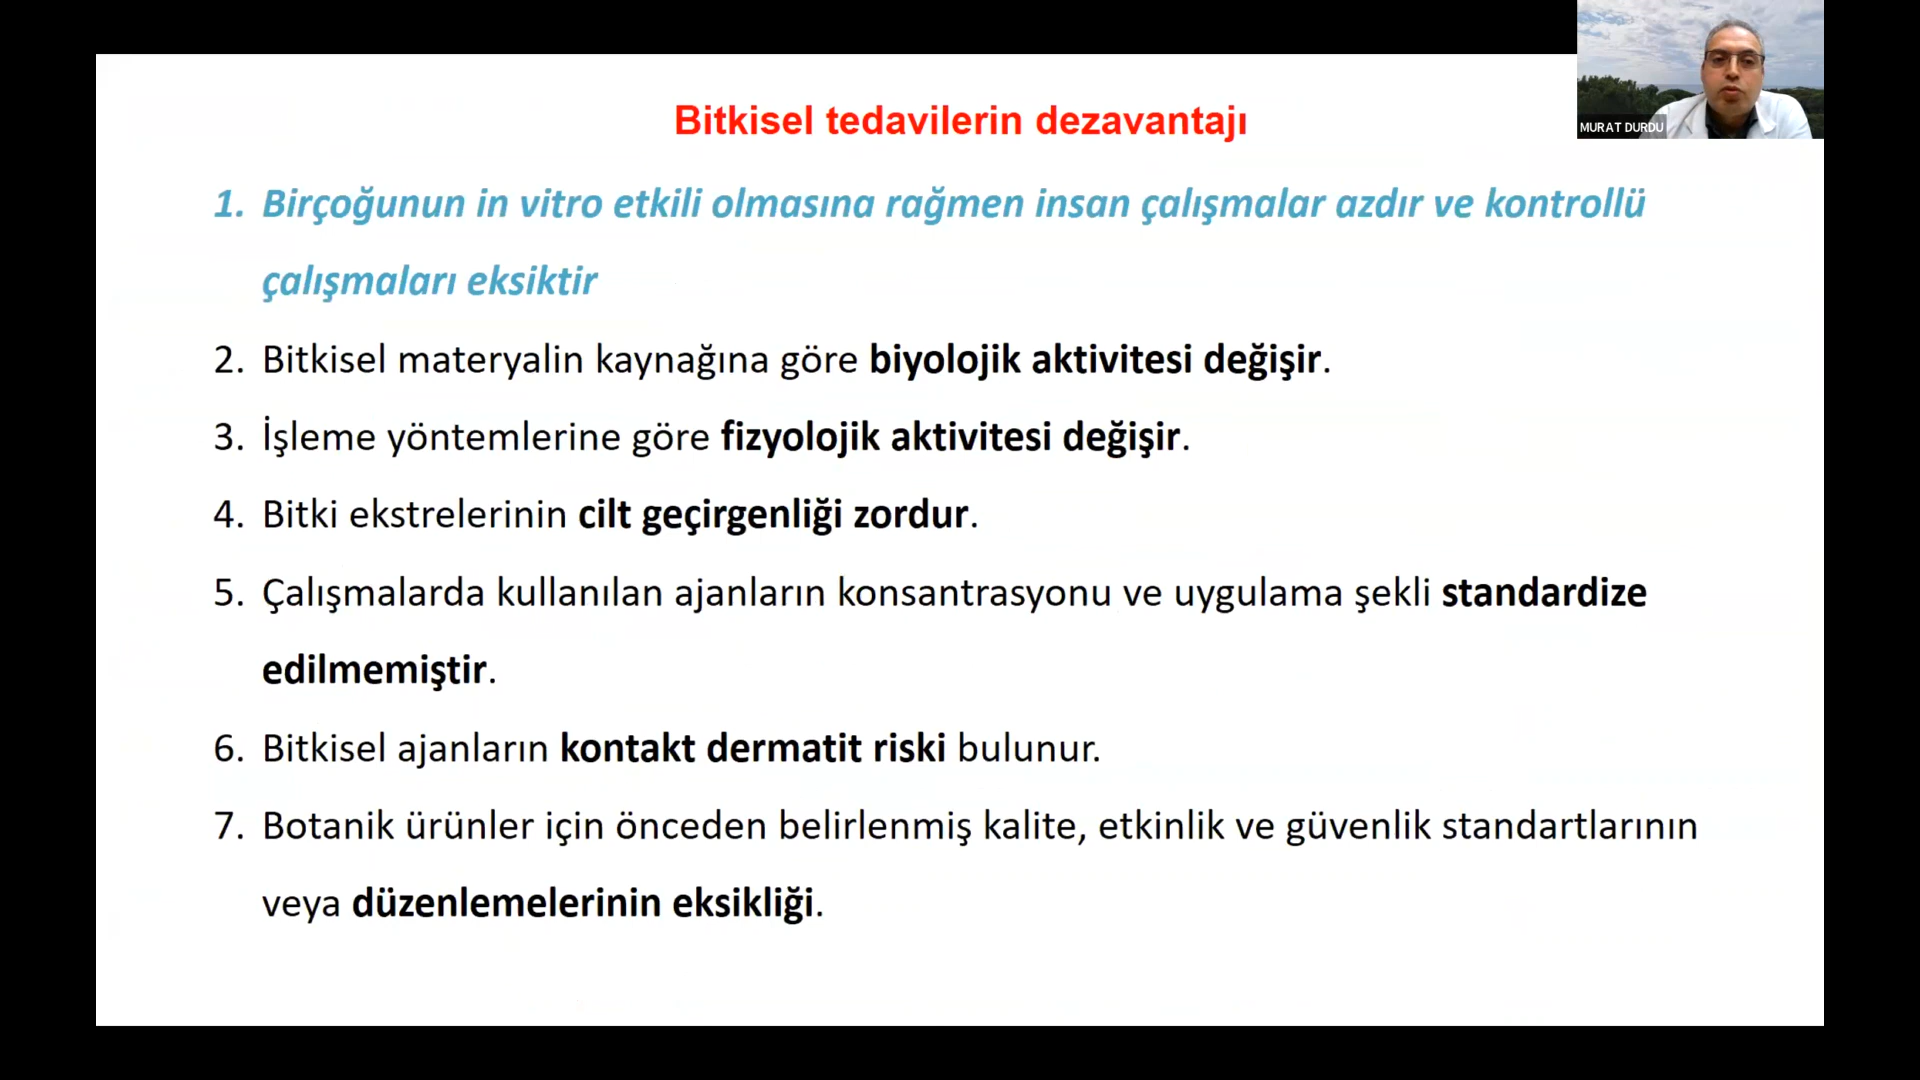 Bitkisel tedavilerin dezavantajı
MURAT DURDU
1. Birçoğunun in vitro etkili olmasına rağmen insan çalışmalar azdır ve kontrollü
çalışmaları eksiktir
2. Bitkisel materyalin kaynağına göre biyolojik aktivitesi değişir.
3. İşleme yöntemlerine göre fizyolojik aktivitesi değişir.
4. Bitki ekstrelerinin cilt geçirgenliği zordur.
5. Çalışmalarda kullanılan ajanların konsantrasyonu ve uygulama şekli standardize
edilmemiştir.
6. Bitkisel ajanların kontakt dermatit riski bulunur.
7. Botanik ürünler için önceden belirlenmiş kalite, etkinlik ve güvenlik standartlarının
veya düzenlemelerinin eksikliği.